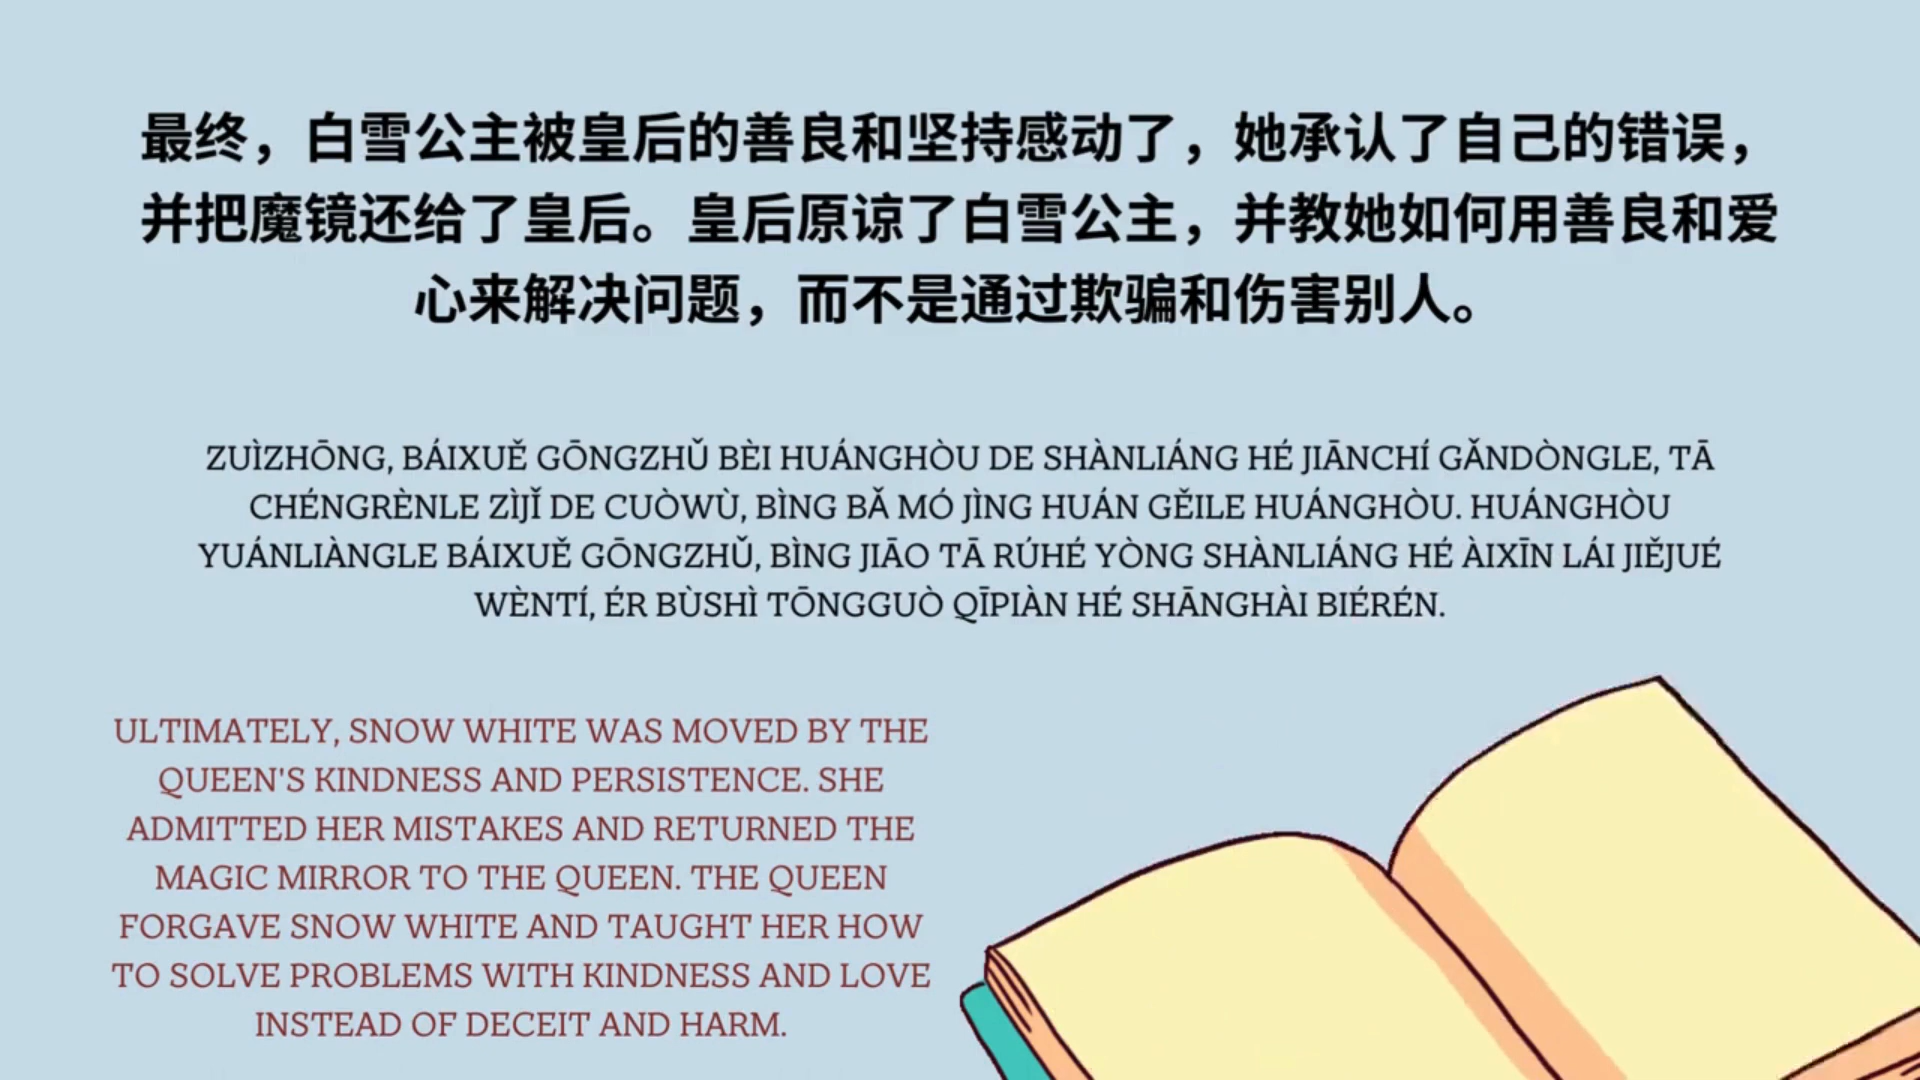 最终，白雪公主被皇后的善良和坚持感动了，她承认了自己的错误，
并把魔镜还给了皇后。皇后原谅了白雪公主，并教她如何用善良和爱
心来解决问题，而不是通过欺骗和伤害别人。
ZUÌZHŌNG, BÁIXUĚ GŌNGZHǓ BÈI HUÁNGHÒU DE SHÀNLIÁNG HÉ JIĀNCHÍ GǍNDÒNGLE, TĀ
CHÉNGRÈNLE ZÌJǏ DE CUÒWÙ, BÌNG BǍ MÓ JÌNG HUÁN GĚILE HUÁNGHÒU. HUÁNGHÒU
YUÁNLIÀNGLE BÁIXUĚ GŌNGZHǓ, BÌNG JIĀO TĀ RÚHÉ YÒNG SHÀNLIÁNG HÉ ÀIXĪN LÁI JIĚJUÉ
WÈNTÍ, ÉR BÙSHÌ TŌNGGUÒ QĪPIÀN HÉ SHĀNGHÀI BIÉRÉN.
ULTIMATELY, SNOW WHITE WAS MOVED BY THE
QUEEN'S KINDNESS AND PERSISTENCE. SHE
ADMITTED HER MISTAKES AND RETURNED THE
MAGIC MIRROR TO THE QUEEN. THE QUEEN
FORGAVE SNOW WHITE AND TAUGHT HER HOW
TO SOLVE PROBLEMS WITH KINDNESS AND LOVE
INSTEAD OF DECEIT AND HARM.